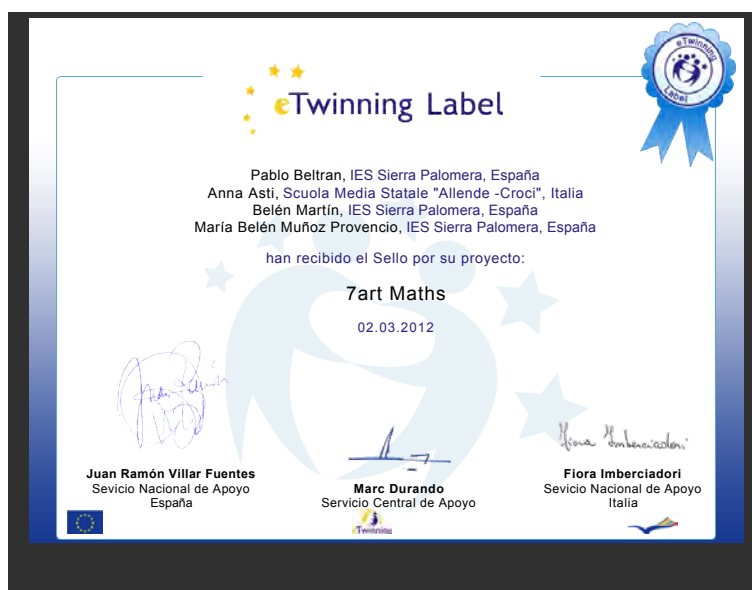 eTwinning
Label
eTwinning Label
Pablo Beltran, IES Sierra Palomera, España
Anna Asti, Scuola Media Statale "Allende -Croci", Italia
Belén Martín, IES Sierra Palomera, España
María Belén Muñoz Provencio, IES Sierra Palomera, España
han recibido el Sello por su proyecto:
7art Maths
02.03.2012
Fiora Imberciadori
Juan Ramón Villar Fuentes
Sevicio Nacional de Apoyo
España
Marc Durando
Servicio Central de Apoyo
eTwinning
Fiora Imberciadori
Sevicio Nacional de Apoyo
Italia